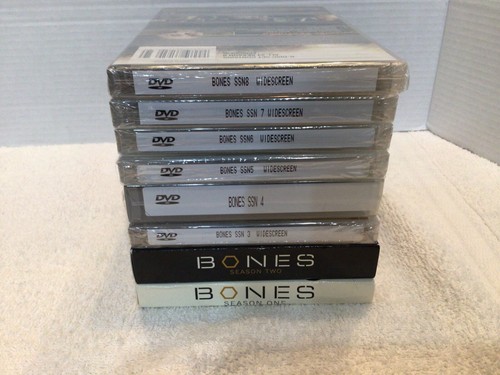 DVD
BONES SSN8 WIDESCREEN
DVD
BONES SSN 7 WIDESCREEN
DVD
BONES SSN6 WIDESCREEN
DVD
BONES SSN5 WIDESCREEN
DVD
BONES SSN 4
DVD
BONES SSN 3 WIDESCREEN
BONES
SEASON TWO
BONES
SEASON ONE